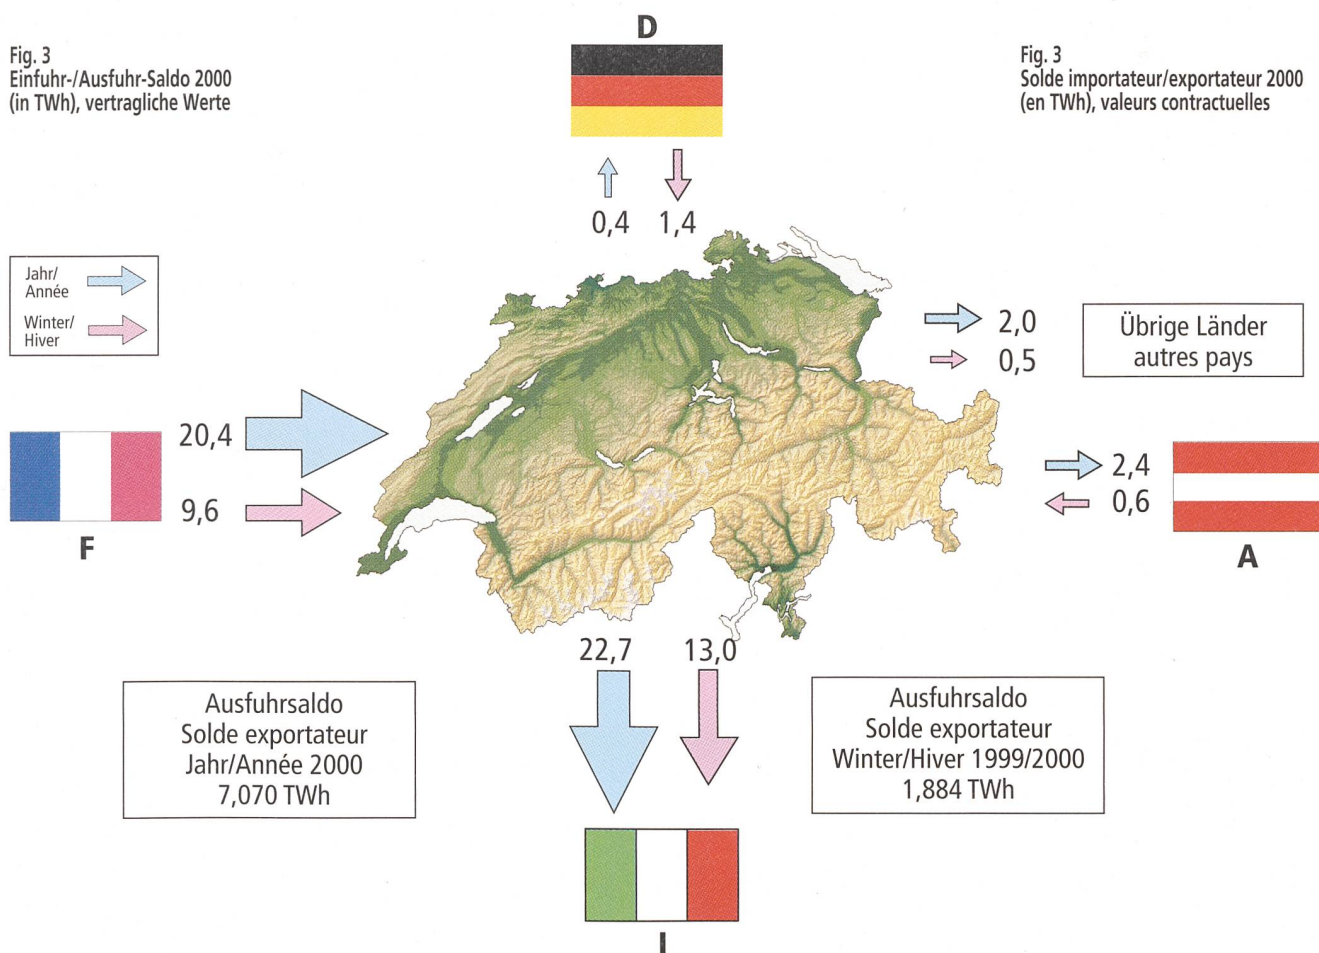 Fig. 3
Einfuhr-/Ausfuhr-Saldo 2000
(in TWh), vertragliche Werte
D
Fig. 3
Solde importateur/exportateur 2000
(en TWh), valeurs contractuelles
0,4 1,4
Jahr/
Année
Winter/
Hiver
2,0
0,5
Übrige Länder
autres pays
20,4
9,6
F
2,4
0,6
A
22,7 13,0
Ausfuhrsaldo
Solde exportateur
Jahr/Année 2000
7,070 TWh
Ausfuhrsaldo
Solde exportateur
Winter/Hiver 1999/2000
1,884 TWh
I